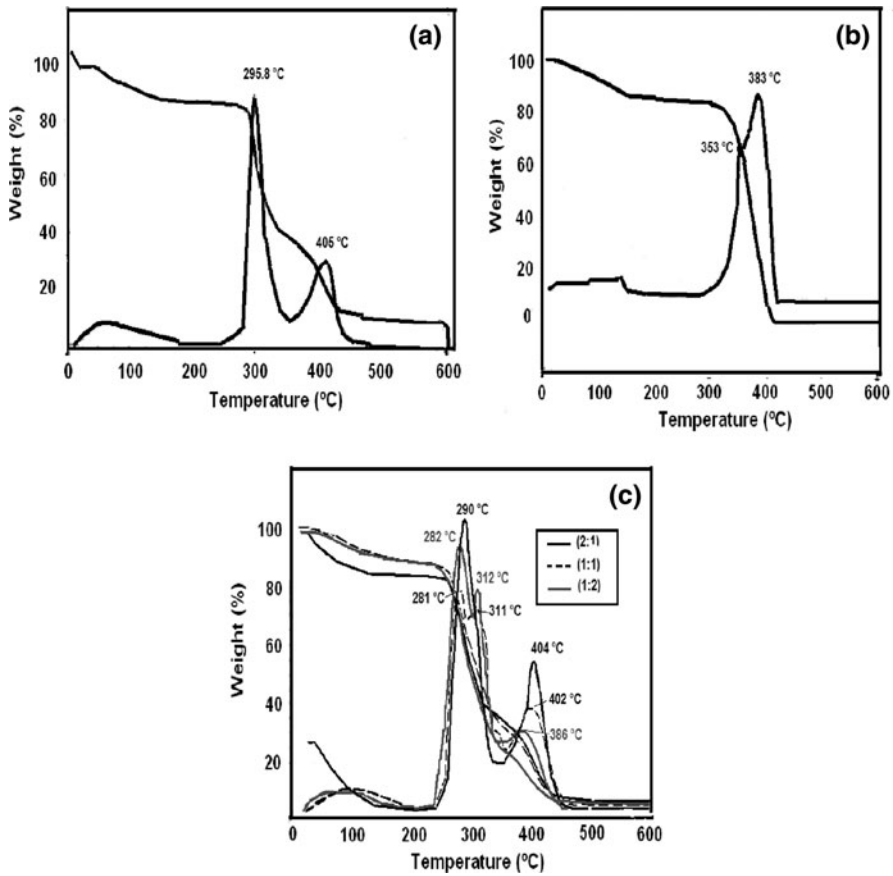 (a)
295.8 °C
405 °C
100
80
60
40
20
Weight (%)
0 100 200 300 400 500 600
Temperature (ºC)
(b)
383 °C
353 °C
100
80
60
40
20
0
Weight (%)
0 100 200 300 400 500 600
Temperature (ºC)
(c)
290 °C
282 °C
312 °C
281 °C
311 °C
404 °C
402 °C
386 °C
(2:1)
(1:1)
(1:2)
100
80
60
40
20
Weight (%)
0 100 200 300 400 500 600
Temperature (ºC)